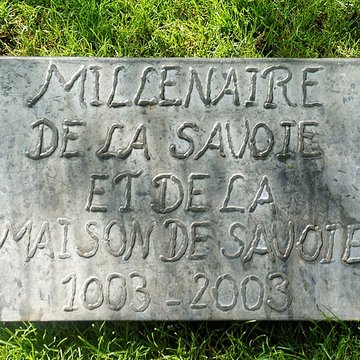 MILLENAIRE
DE LA SAVOIE
ET DE LA
MAISON DE SAVOIE
1003-2003